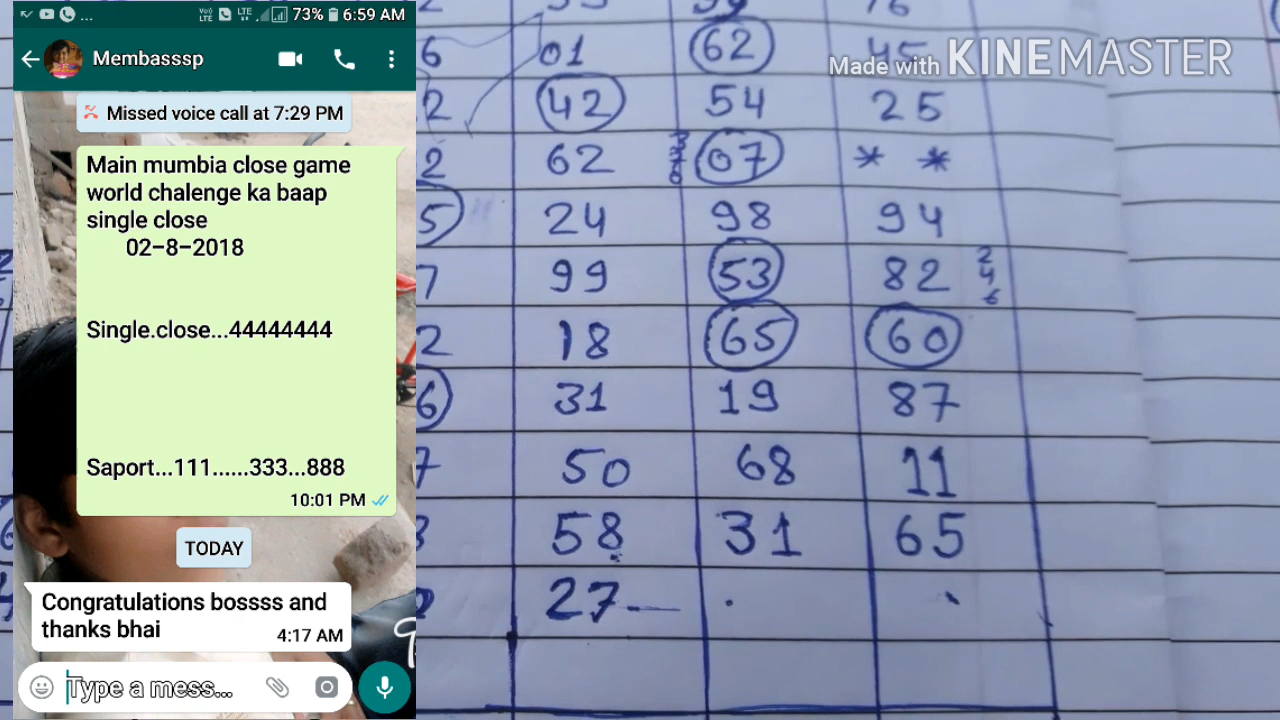 73% 6:59 AM
Membasssp
Missed voice call at 7:29 PM
Main mumbia close game
world chalenge ka baap
single close
02-8-2018
Single.close...44444444
Saport...111......333...888
10:01 PM
TODAY
Congratulations bossss and
thanks bhai
4:17 AM
Type a mess...
Made with KINEMASTER
6 01 62 45
2 42 54 25
2 62 07 * *
5 24 98 94
7 99 53 82 2 4 6
2 18 65 60
6 31 19 87
7 50 68 11
3 58 31 65
27